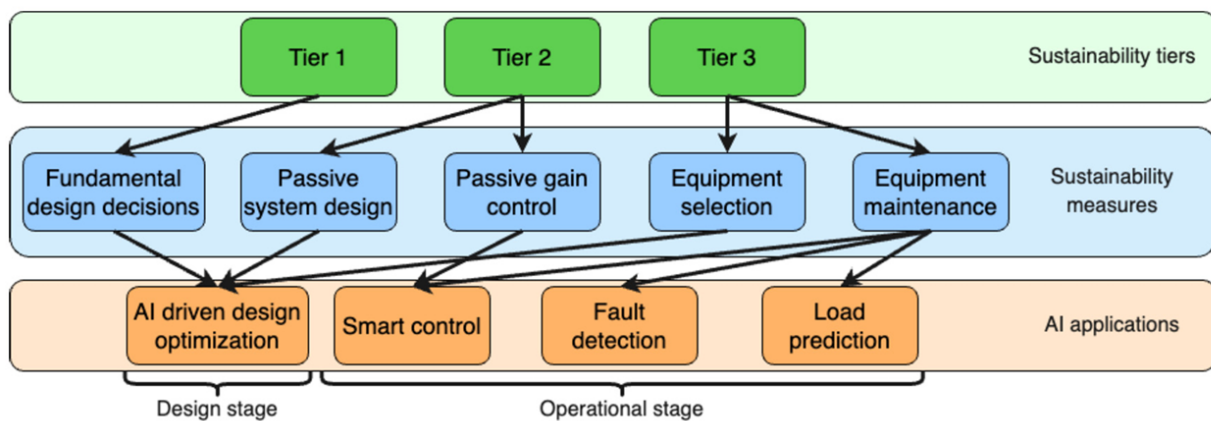 Tier 1
Tier 2
Tier 3
Sustainability tiers
Fundamental
design decisions
Passive
system design
Passive gain
control
Equipment
selection
Equipment
maintenance
Sustainability
measures
AI driven design
optimization
Smart control
Fault
detection
Load
prediction
AI applications
Design stage
Operational stage